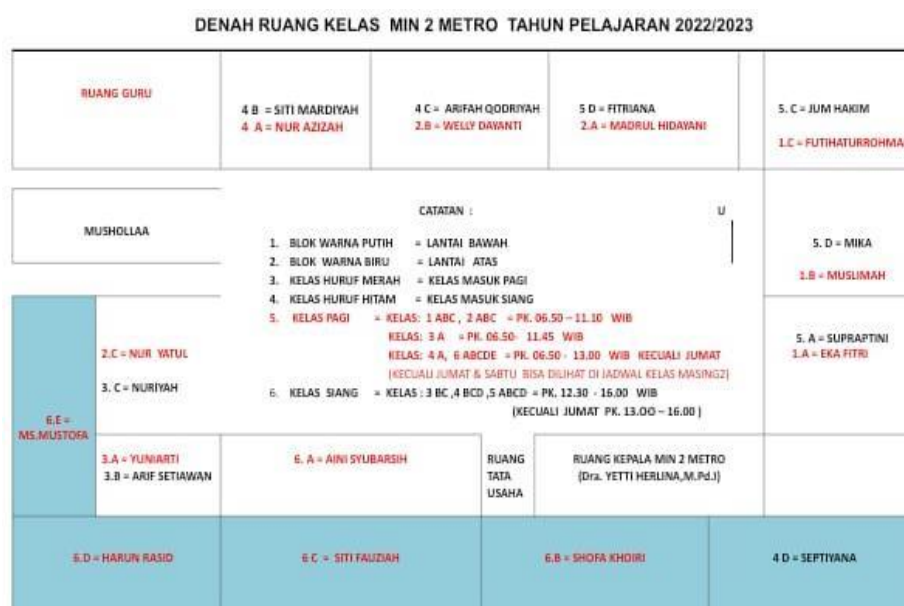 DENAH RUANG KELAS MIN 2 METRO TAHUN PELAJARAN 2022/2023
RUANG GURU
4 B = SITI MARDIYAH
4 A = NUR AZIZAH
4 C = ARIFAH QODRIYAH
2.B = WELLY DAYANTI
5 D = FITRIANA
2.A = MADRUL HIDAYANI
5. C = JUM HAKIM
1.C = FUTIHATURROHMA
MUSHOLLAA
CATATAN :
U
1. BLOK WARNA PUTIH = LANTAI BAWAH
2. BLOK WARNA BIRU = LANTAI ATAS
3. KELAS HURUF MERAH = KELAS MASUK PAGI
4. KELAS HURUF HITAM = KELAS MASUK SIANG
5. KELAS PAGI = KELAS: 1 ABC , 2 ABC = PK. 06.50 – 11.10 WIB
KELAS: 3 A = PK. 06.50- 11.45 WIB
KELAS: 4 A, 6 ABCDE = PK. 06.50 - 13.00 WIB KECUALI JUMAT
(KECUALI JUMAT & SABTU BISA DILIHAT DI JADWAL KELAS MASING2)
6. KELAS SIANG = KELAS : 3 BC ,4 BCD ,5 ABCD = PK. 12.30 - 16.00 WIB
(KECUALI JUMAT PK. 13.OO – 16.00 )
5. D = MIKA
1.B = MUSLIMAH
5. A = SUPRAPTINI
1.A = EKA FITRI
2.C = NUR YATUL
3. C = NURIYAH
6.E =
MS.MUSTOFA
3.A = YUNIARTI
3.B = ARIF SETIAWAN
6. A = AINI SYUBARSIH
RUANG
TATA
USAHA
RUANG KEPALA MIN 2 METRO
(Dra. YETTI HERLINA,M.Pd.I)
6.D = HARUN RASID
6 C = SITI FAUZIAH
6.B = SHOFA KHOIRI
4 D = SEPTIYANA